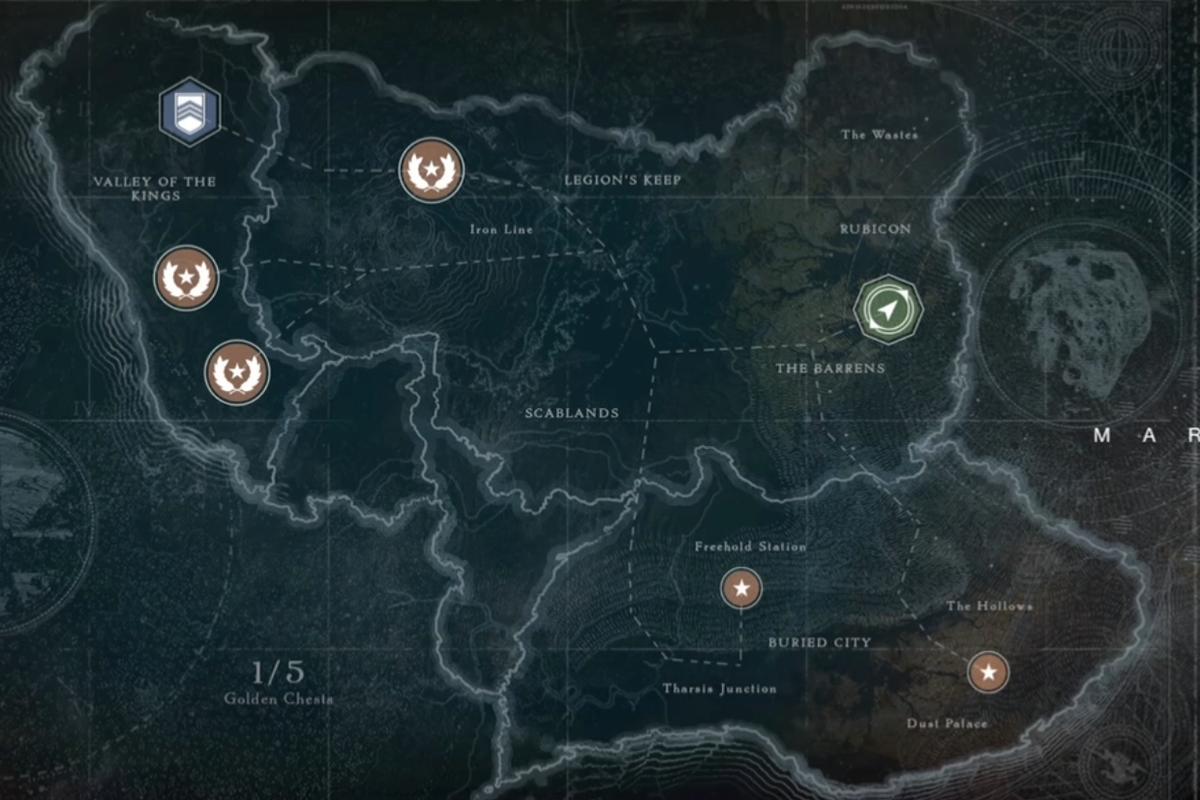 The Wastes
VALLEY OF THE
KINGS
LEGION'S KEEP
Iron Line
RUBICON
THE BARRENS
SCABLANDS
M A R
Freehold Station
The Hollows
BURIED CITY
1/5
Golden Chests
Tharsis Junction
Dust Palace